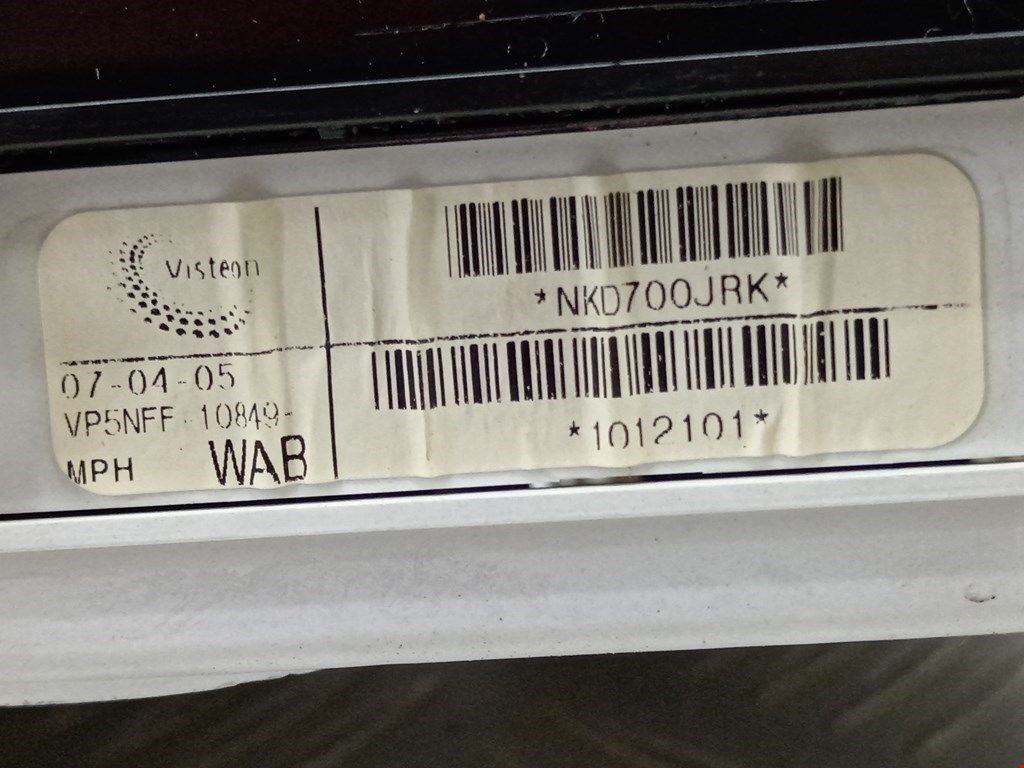 Visteon
*NKD700JRK*
07-04-05
VP5NFF-10849-
MPH WAB
*1012101*